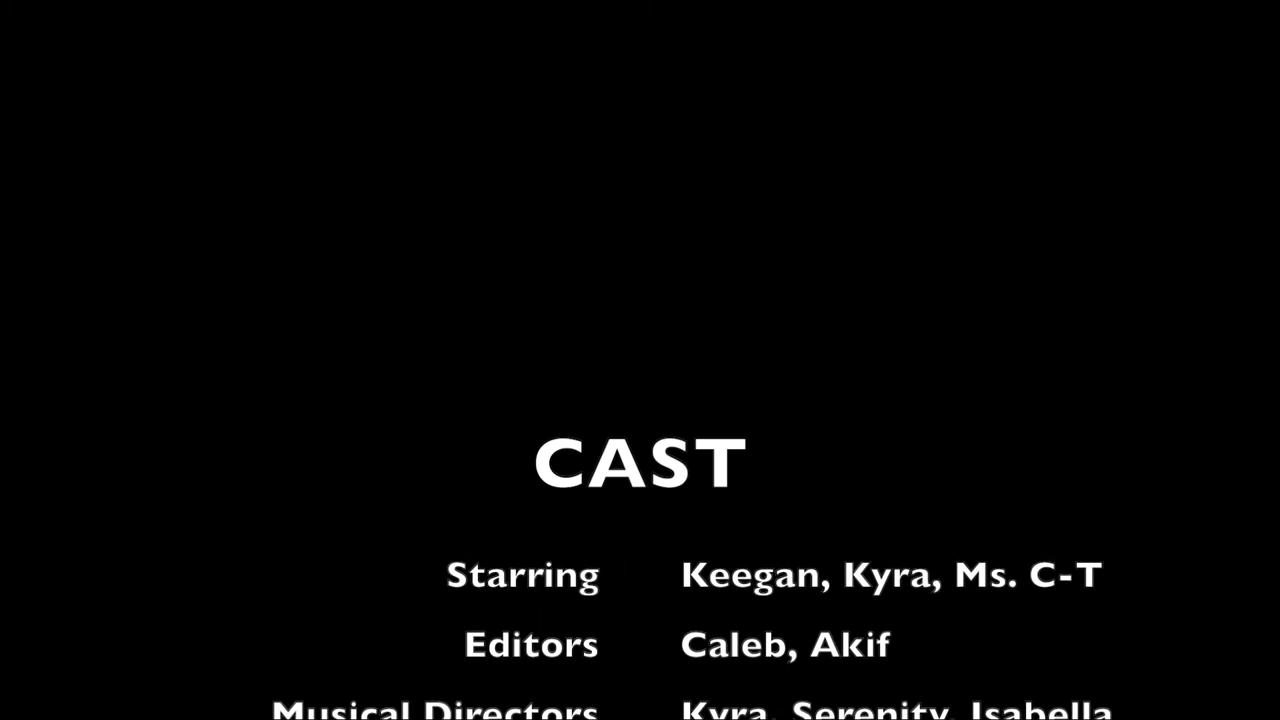 CAST
Starring Keegan, Kyra, Ms. C-T
Editors Caleb, Akif
Musical Directors Kyra, Serenity, Isabella